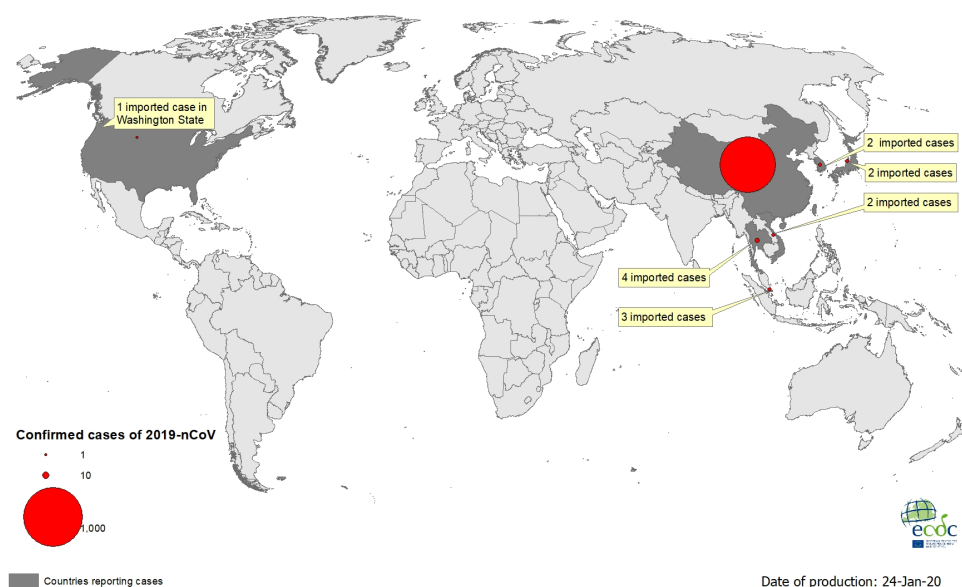 1 imported case in
Washington State
2 imported cases
2 imported cases
2 imported cases
4 imported cases
3 imported cases
Confirmed cases of 2019-nCoV
1
10
1,000
ecdc
Countries reporting cases
Date of production: 24-Jan-20